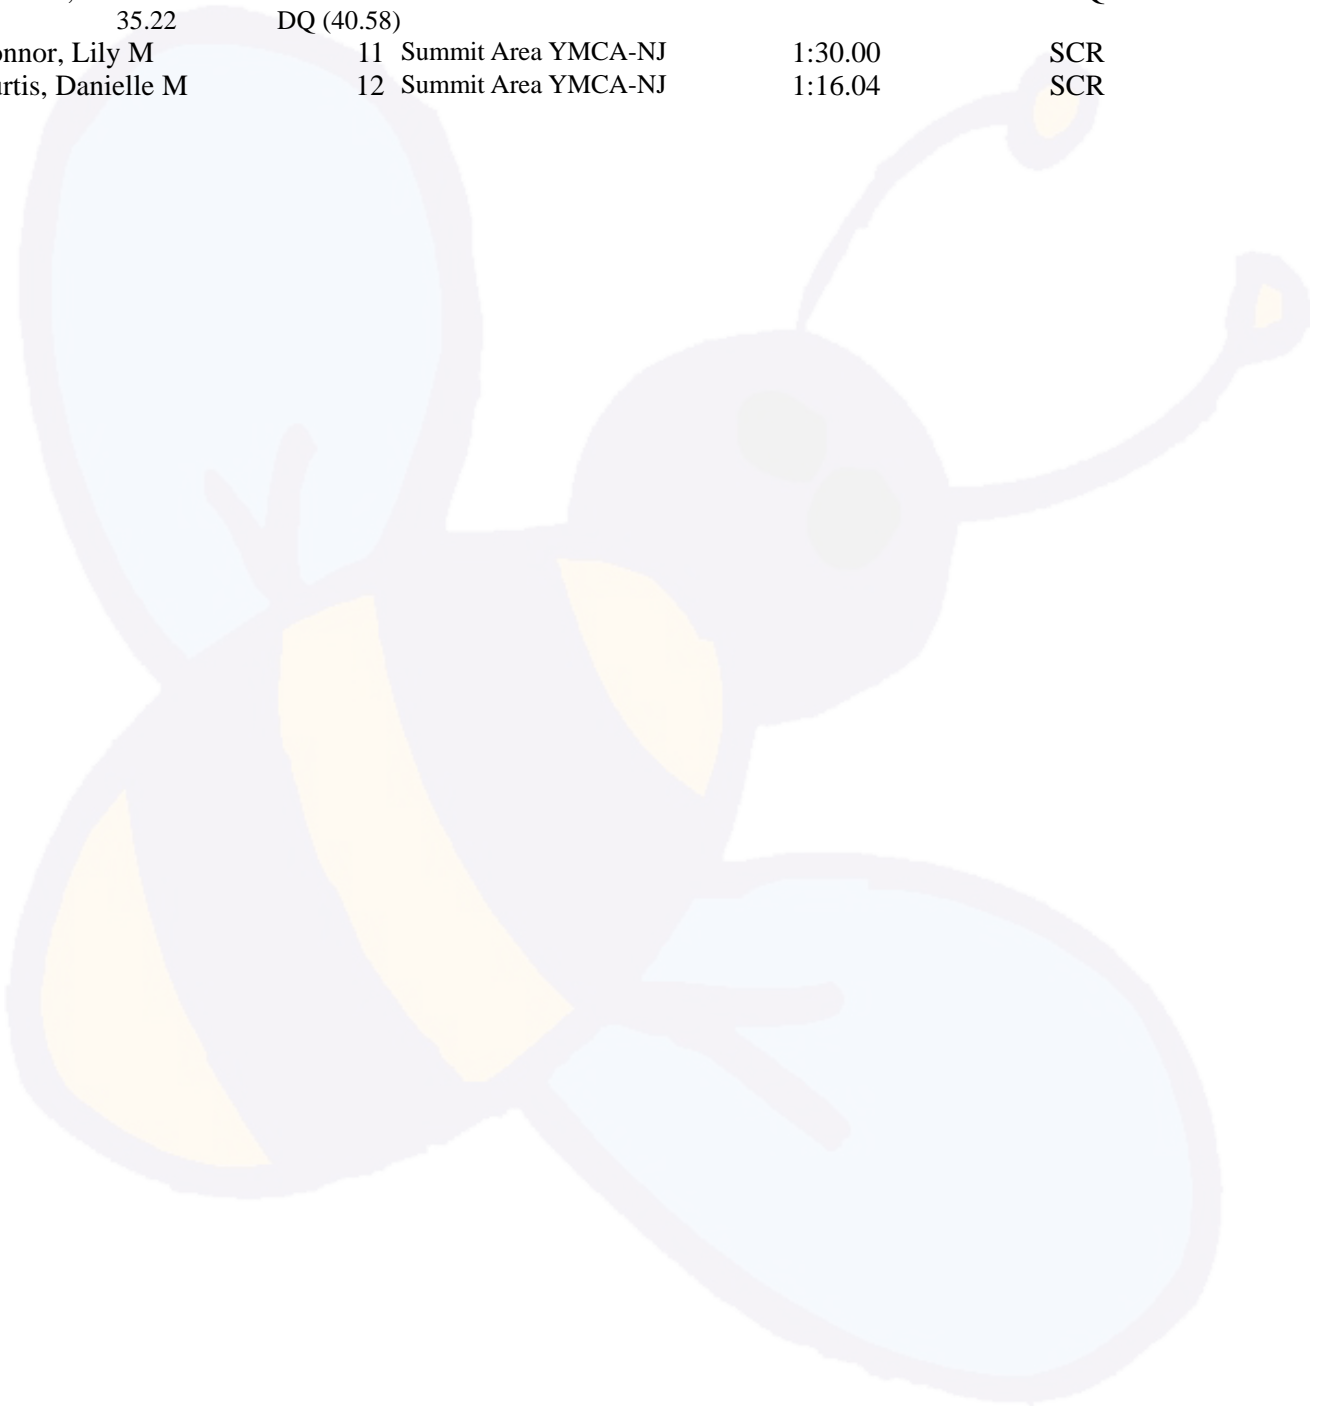 35.22 DQ (40.58)
onnor, Lily M 11 Summit Area YMCA-NJ 1:30.00 SCR
urtis, Danielle M 12 Summit Area YMCA-NJ 1:16.04 SCR